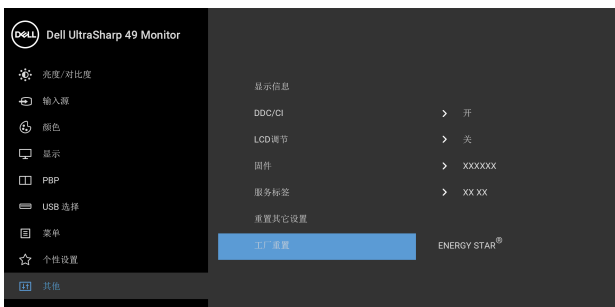 DELL Dell UltraSharp 49 Monitor
亮度/对比度
输入源
颜色
显示
PBP
USB 选择
菜单
个性设置
其他
显示信息
DDC/CI > 开
LCD调节 > 关
固件 > XXXXXX
服务标签 > XX XX
重置其它设置
工厂重置 ENERGY STAR®